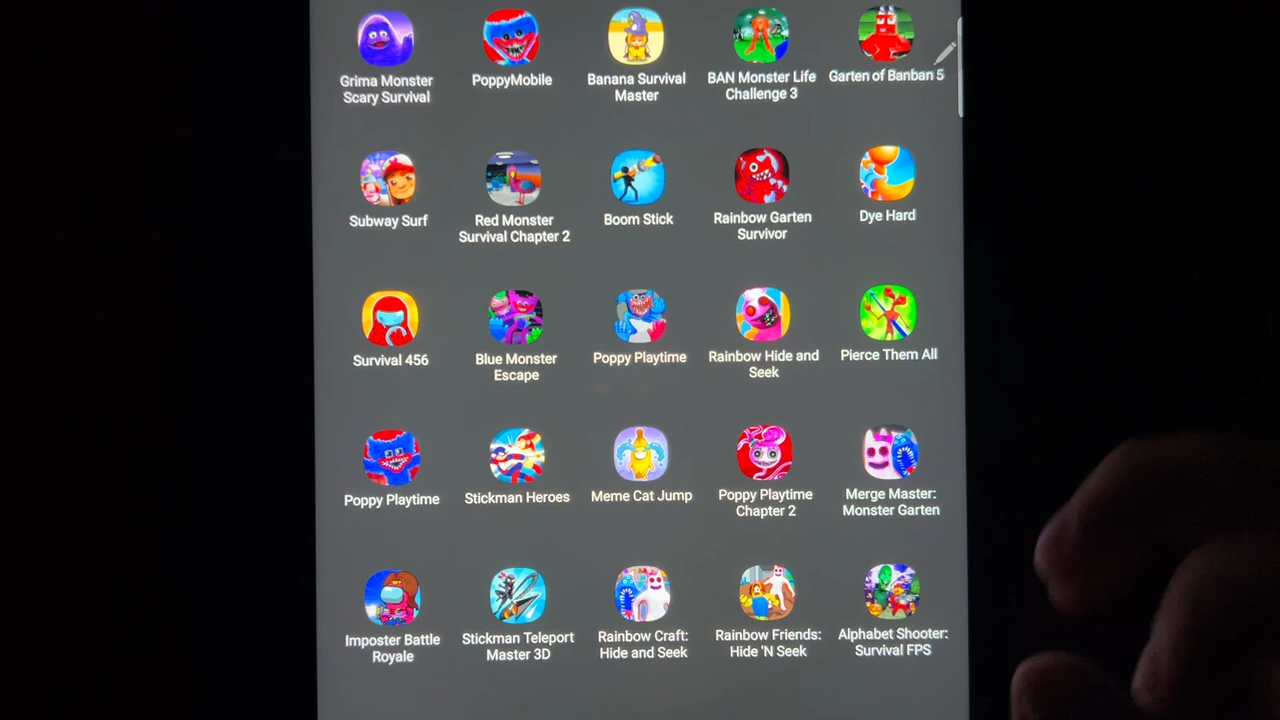 Grima Monster
Scary Survival
PoppyMobile
Banana Survival
Master
BAN Monster Life
Challenge 3
Garten of Banban 5
Subway Surf
Red Monster
Survival Chapter 2
Boom Stick
Rainbow Garten
Survivor
Dye Hard
Survival 456
Blue Monster
Escape
Poppy Playtime
Rainbow Hide and
Seek
Pierce Them All
Poppy Playtime
Stickman Heroes
Meme Cat Jump
Poppy Playtime
Chapter 2
Merge Master:
Monster Garten
Imposter Battle
Royale
Stickman Teleport
Master 3D
Rainbow Craft:
Hide and Seek
Rainbow Friends:
Hide 'N Seek
Alphabet Shooter:
Survival FPS